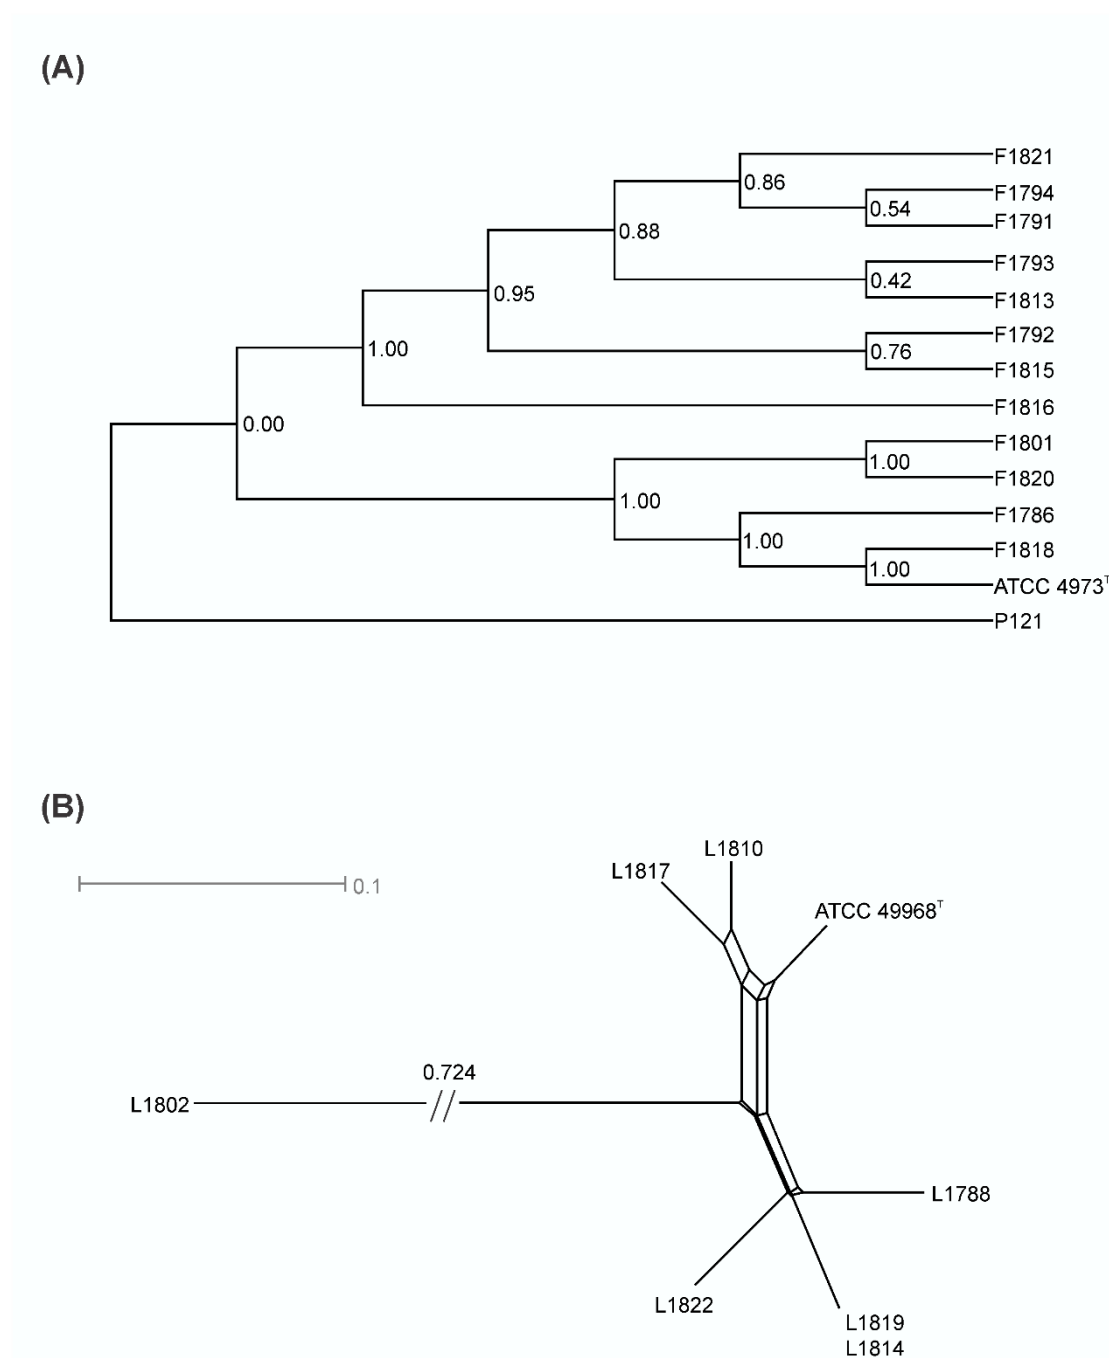 (A)
F1821
0.86
F1794
0.54
F1791
0.88
F1793
0.42
F1813
0.95
F1792
0.76
F1815
1.00
F1816
0.00
F1801
1.00
F1820
1.00
F1786
1.00
F1818
1.00
ATCC 4973T
P121
(B)
0.1
L1810
L1817
ATCC 49968T
0.724
L1802
L1788
L1822
L1819
L1814